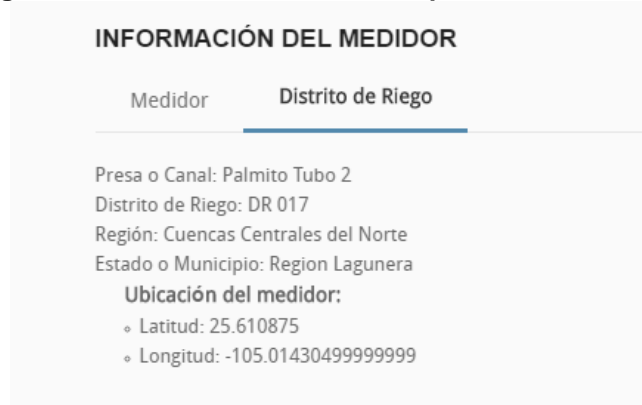 INFORMACIÓN DEL MEDIDOR
Medidor Distrito de Riego
Presa o Canal: Palmito Tubo 2
Distrito de Riego: DR 017
Región: Cuencas Centrales del Norte
Estado o Municipio: Region Lagunera
Ubicación del medidor:
Latitud: 25.610875
Longitud: -105.01430499999999